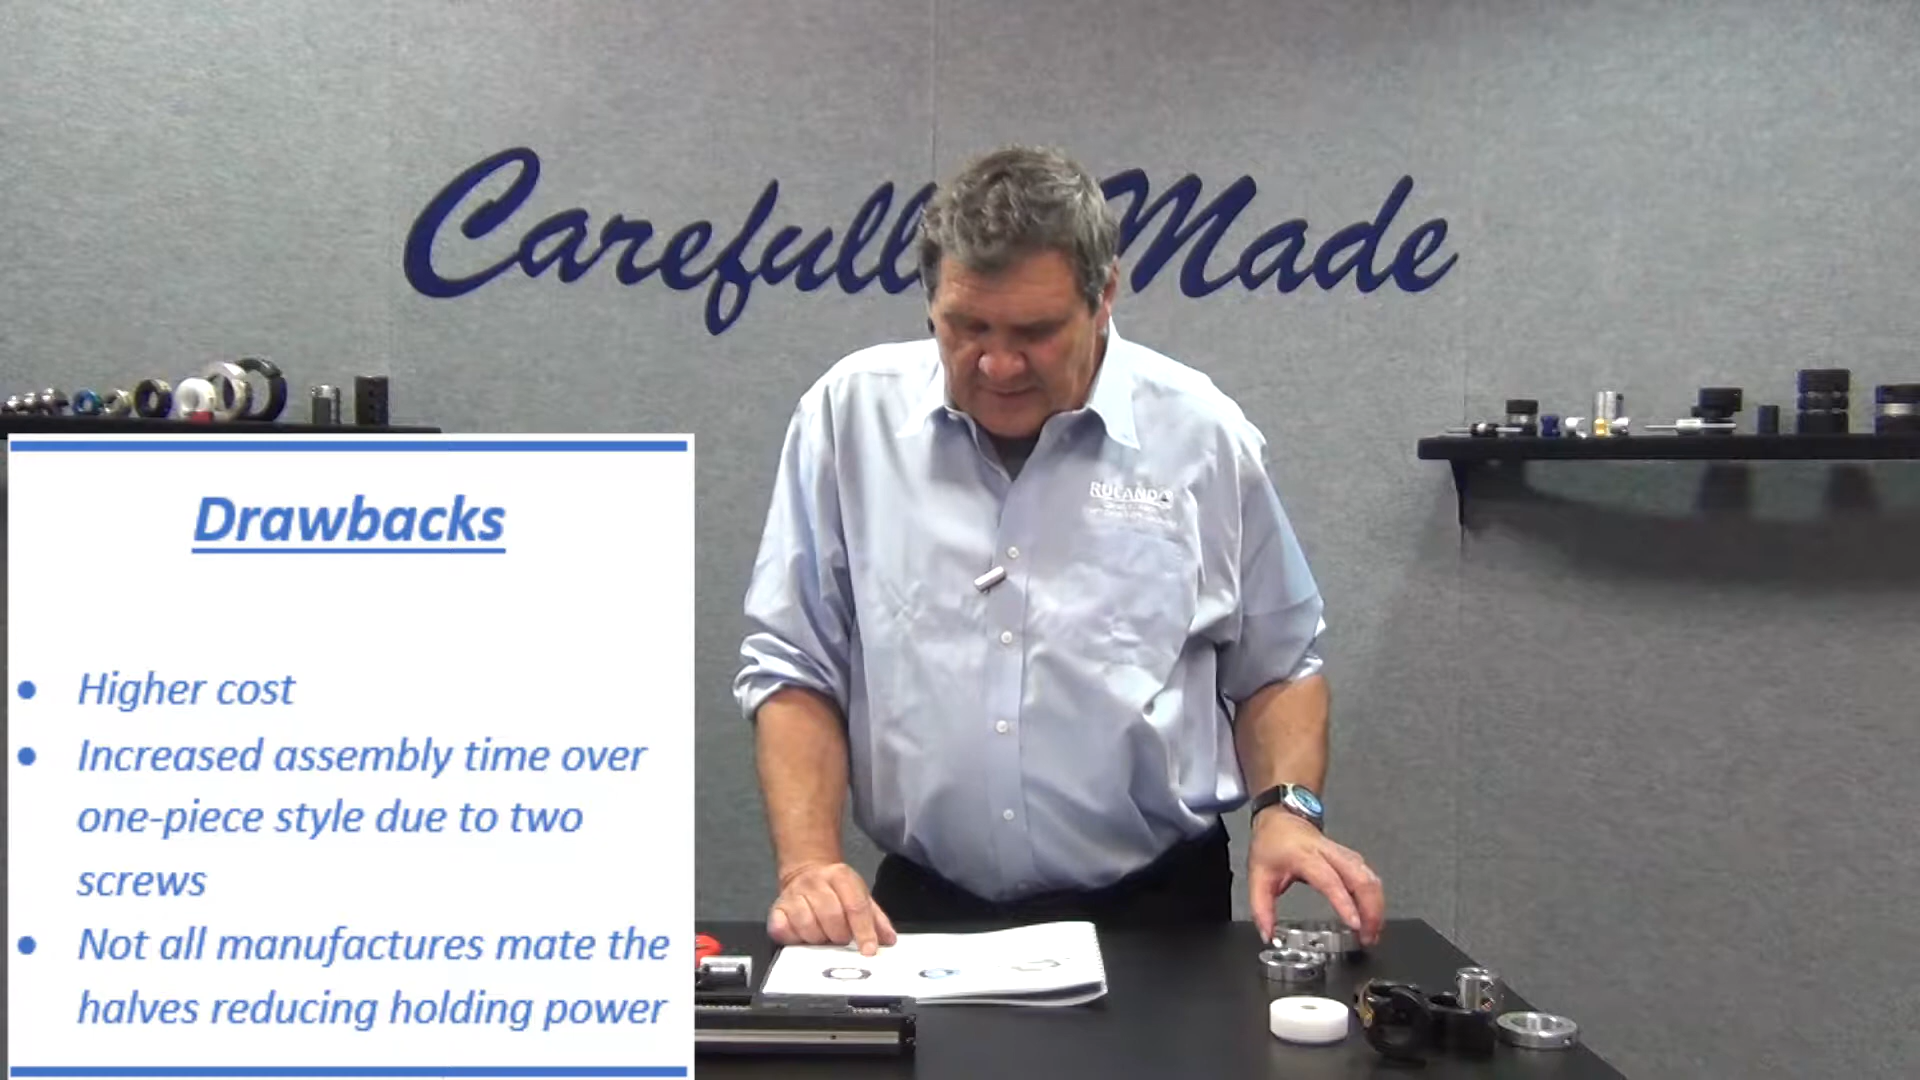 Carefull Made
RULAND
Drawbacks
• Higher cost
• Increased assembly time over
one-piece style due to two
screws
• Not all manufactures mate the
halves reducing holding power